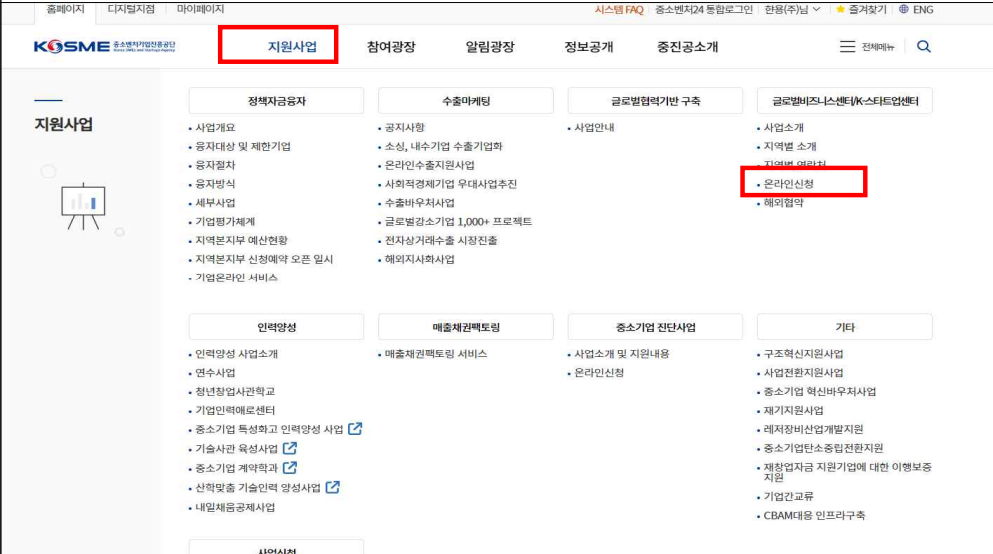 홈페이지 디지털지점 마이페이지 시스템 FAQ 중소벤처24 통합로그인 한용(주)님 즐겨찾기 ENG
KOSME 중소벤처기업진흥공단 지원사업 참여광장 알림광장 정보공개 중진공소개 전체메뉴
지원사업
정책자금융자
• 사업개요
• 융자대상 및 제한기업
• 융자절차
• 융자방식
• 세부사업
• 기업평가체계
• 지역본지부 예산현황
• 지역본지부 신청예약 오픈 일시
• 기업온라인 서비스
수출마케팅
• 공지사항
• 소싱, 내수기업 수출기업화
• 온라인수출지원사업
• 사회적경제기업 우대사업추진
• 수출바우처사업
• 글로벌강소기업 1,000+ 프로젝트
• 전자상거래수출 시장진출
• 해외지사화사업
글로벌협력기반 구축
• 사업안내
글로벌비즈니스센터/K-스타트업센터
• 사업소개
• 지역별 소개
• 지역별 연락처
• 온라인신청
• 해외협약
인력양성
• 인력양성 사업소개
• 연수사업
• 청년창업사관학교
• 기업인력애로센터
• 중소기업 특성화고 인력양성 사업
• 기술사관 육성사업
• 중소기업 계약학과
• 산학맞춤 기술인력 양성사업
• 내일채움공제사업
매출채권팩토링
• 매출채권팩토링 서비스
중소기업 진단사업
• 사업소개 및 지원내용
• 온라인신청
기타
• 구조혁신지원사업
• 사업전환지원사업
• 중소기업 혁신바우처사업
• 재기지원사업
• 레저장비산업개발지원
• 중소기업탄소중립전환지원
• 재창업자금 지원기업에 대한 이행보증
지원
• 기업간교류
• CBAM대응 인프라구축
사업신청